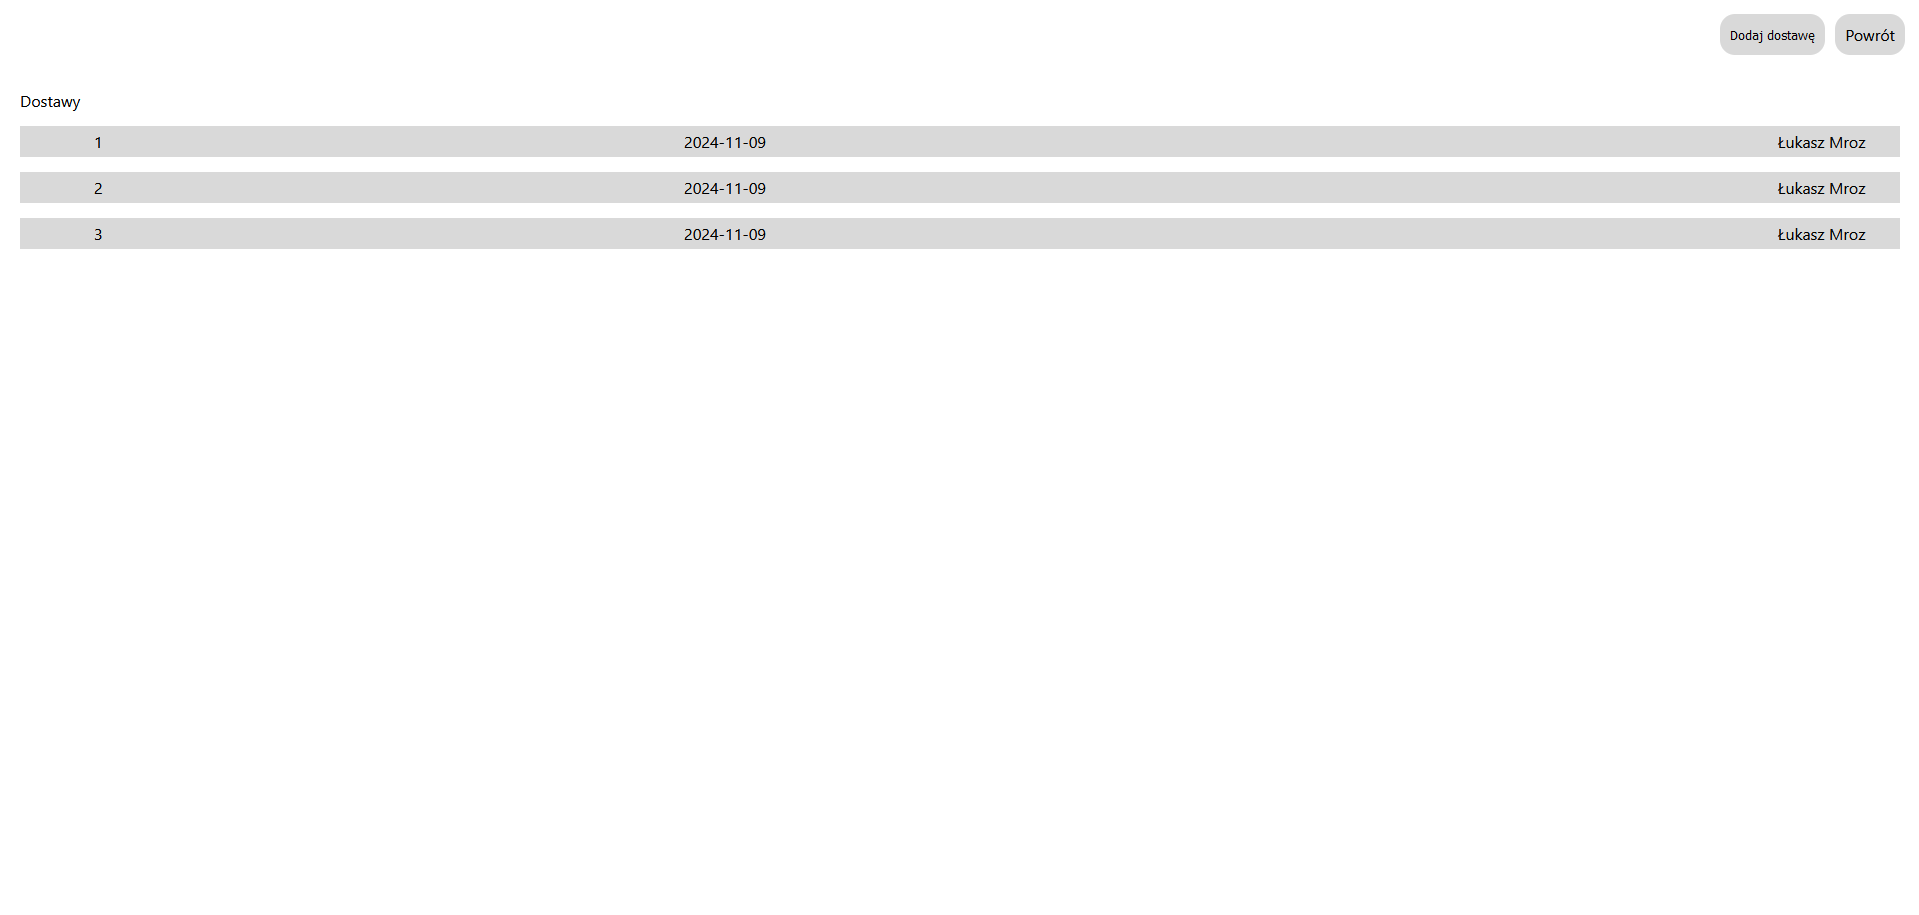 Dodaj dostawę Powrót
Dostawy
1 2024-11-09 Łukasz Mroz
2 2024-11-09 Łukasz Mroz
3 2024-11-09 Łukasz Mroz